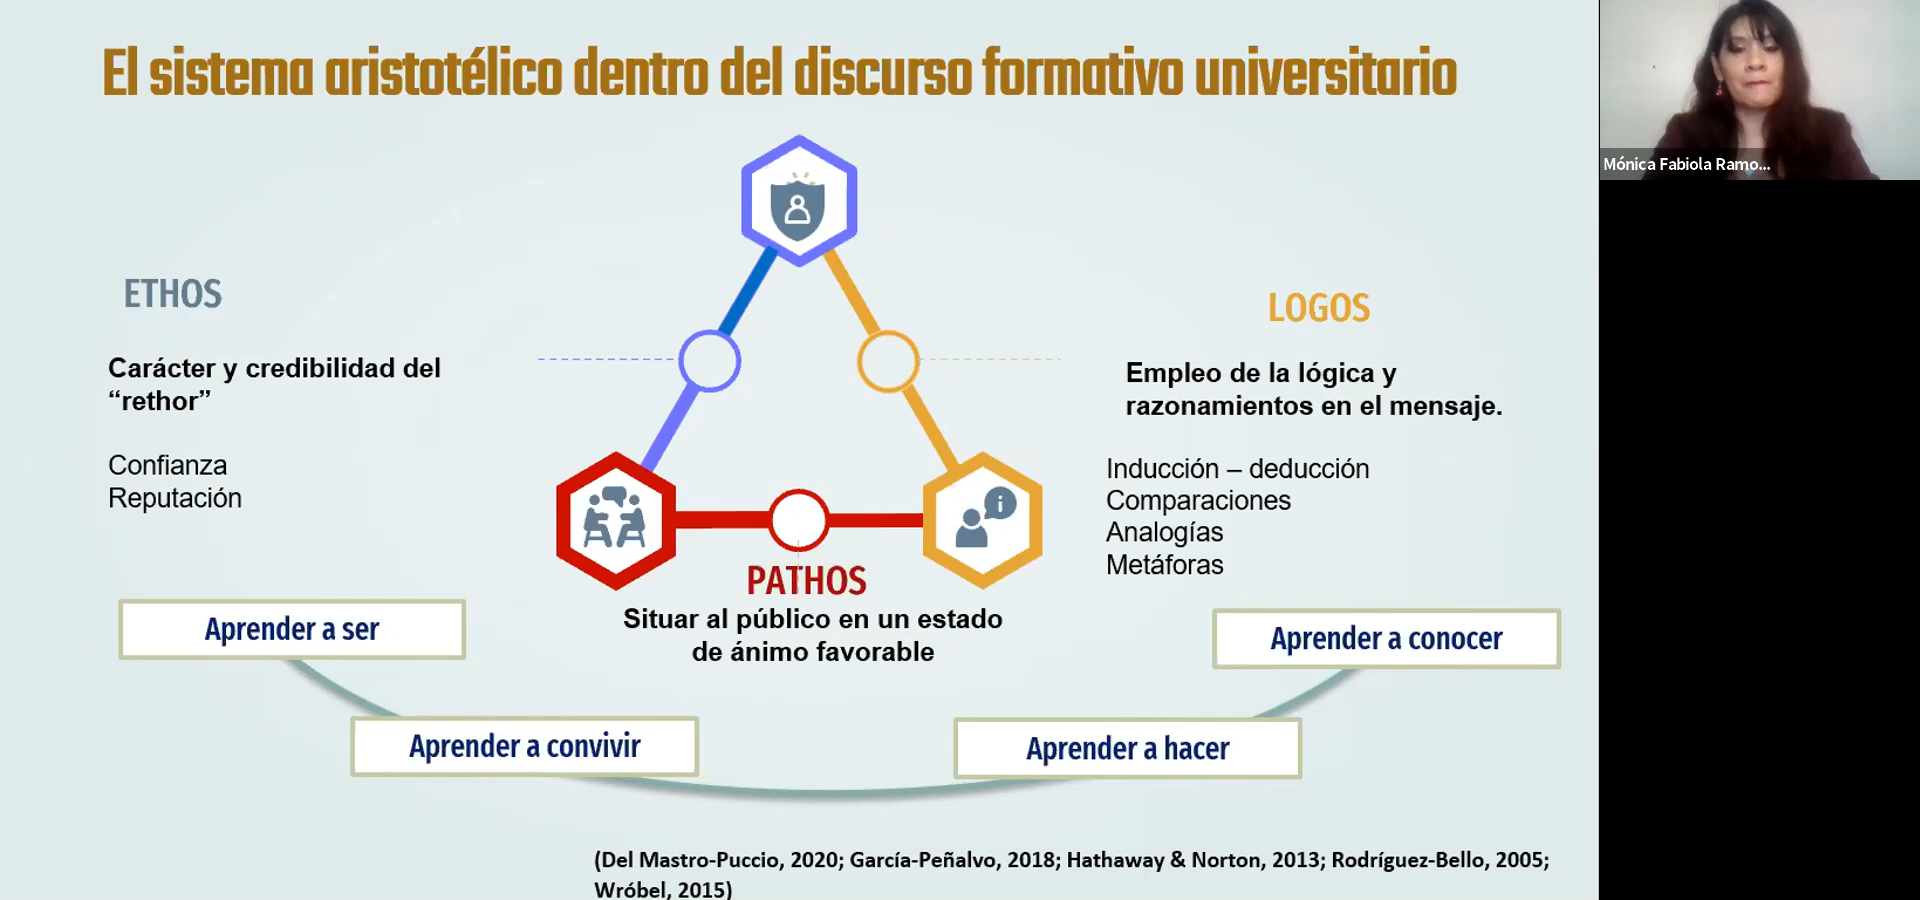 El sistema aristotélico dentro del discurso formativo universitario
Mónica Fabiola Ramo...
ETHOS
Carácter y credibilidad del
“rethor”
Confianza
Reputación
LOGOS
Empleo de la lógica y
razonamientos en el mensaje.
Inducción – deducción
Comparaciones
Analogías
Metáforas
i
PATHOS
Situar al público en un estado
de ánimo favorable
Aprender a ser
Aprender a convivir
Aprender a hacer
Aprender a conocer
(Del Mastro-Puccio, 2020; García-Peñalvo, 2018; Hathaway & Norton, 2013; Rodríguez-Bello, 2005;
Wróbel, 2015)